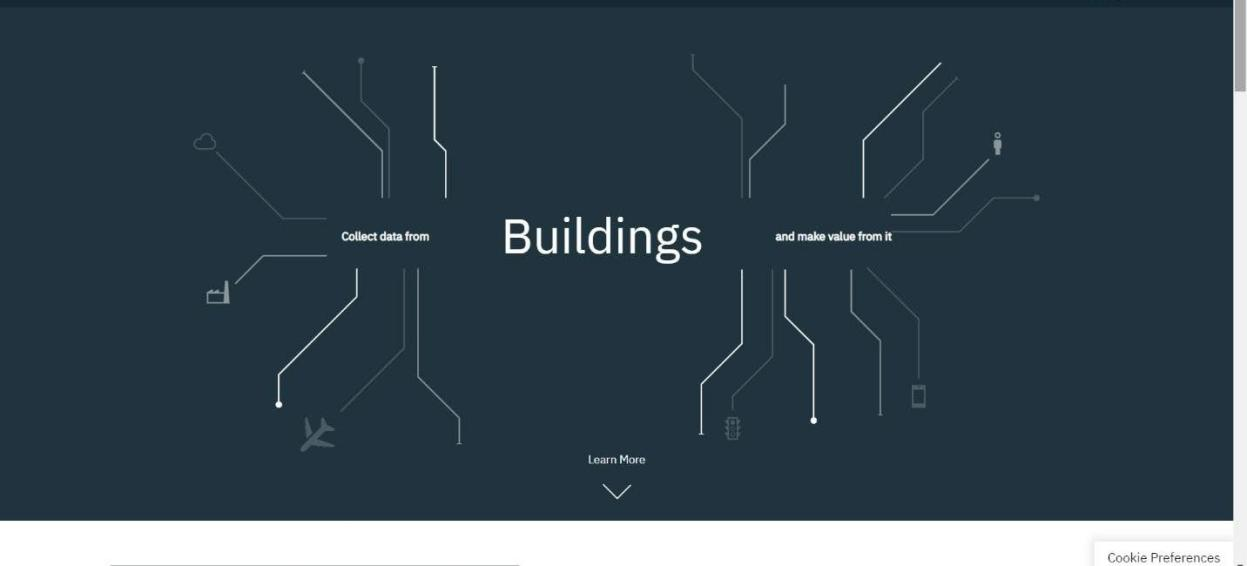 Collect data from Buildings and make value from it
Learn More
Cookie Preferences